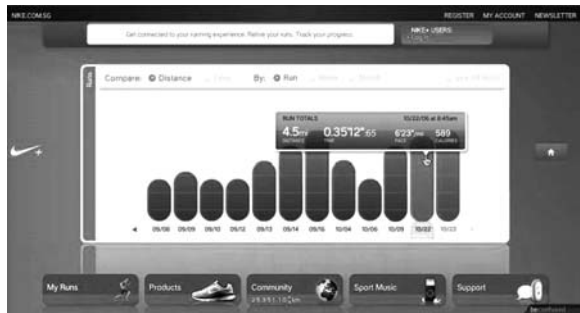 NIKE.COM.SG
REGISTER MY ACCOUNT NEWSLETTER
Get connected to your running experience. Relive your runs. Track your progress.
NIKE+ USERS:
Runs
Compare: Distance By: Run
RUN TOTALS 10/22/06 at 8:45am
4.5mi 0.35'12".65 6'23"/mi 589
DISTANCE TIME PACE CALORIES
09/08 09/09 09/10 09/12 09/13 09/14 09/16 10/04 10/06 10/09 10/22 10/23
My Runs Products Community Sport Music Support